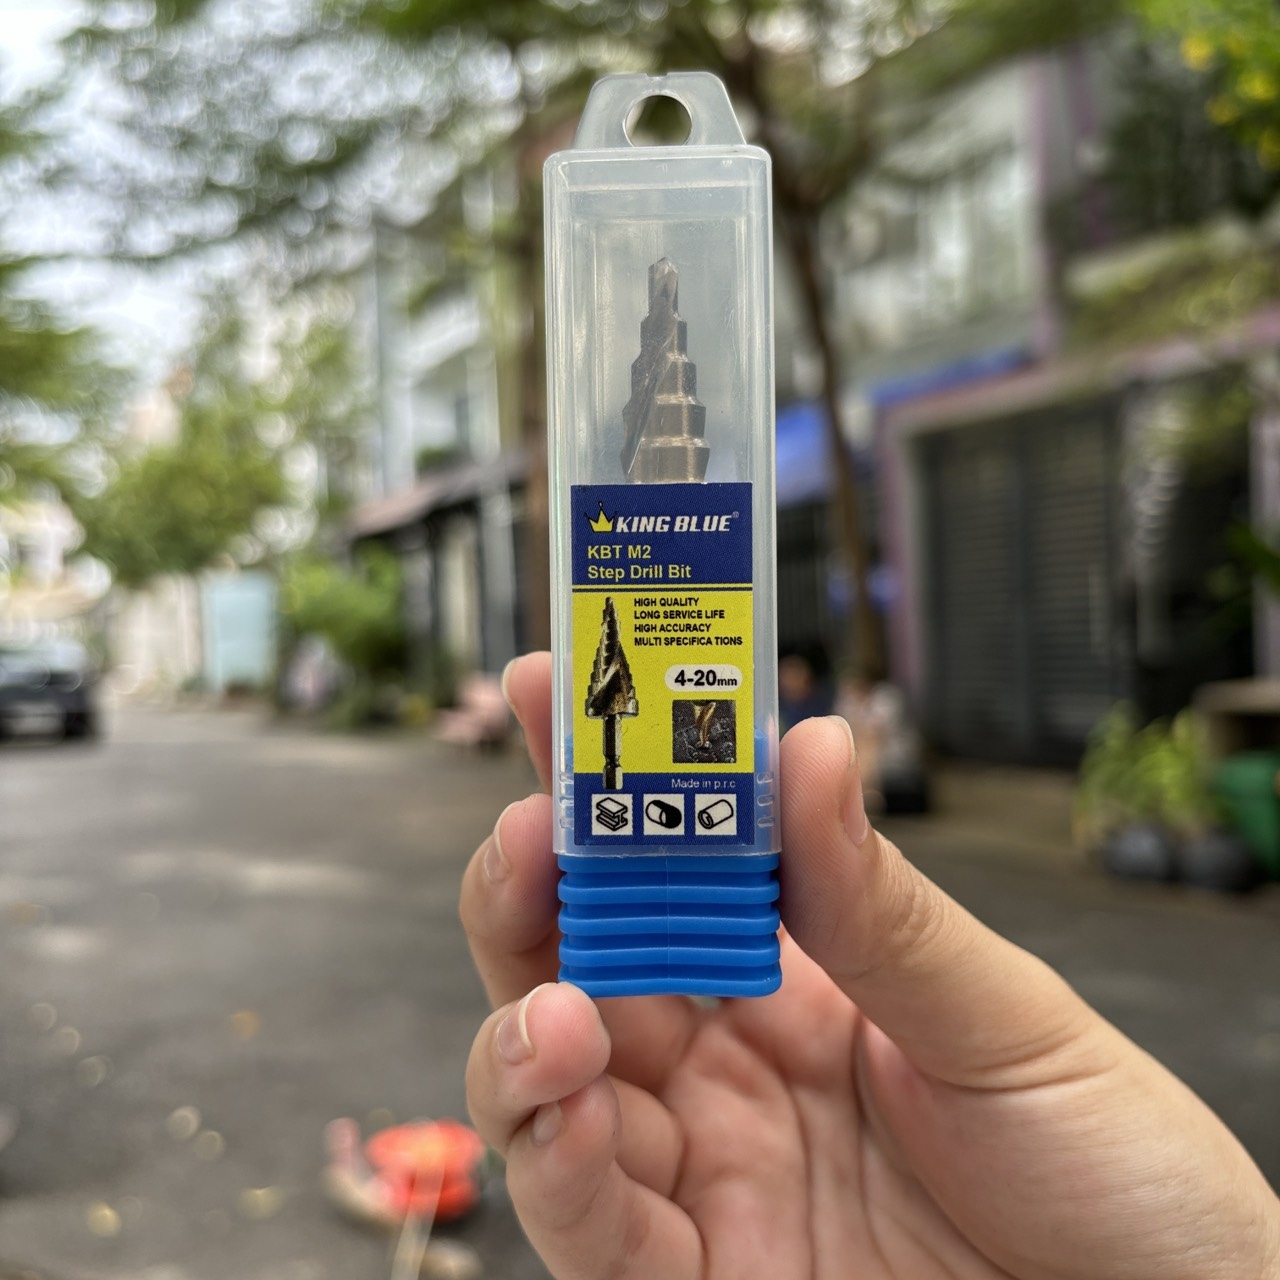 KING BLUE®
KBT M2
Step Drill Bit
HIGH QUALITY
LONG SERVICE LIFE
HIGH ACCURACY
MULTI SPECIFICA TIONS
4-20mm
Made in p.r.c